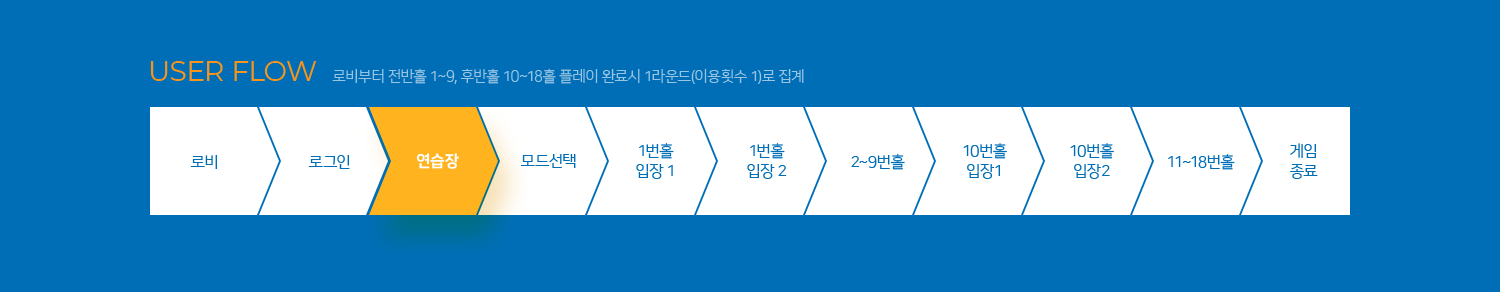 USER FLOW 로비부터 전반홀 1~9, 후반홀 10~18홀 플레이 완료시 1라운드(이용횟수 1)로 집계
로비
로그인
연습장
모드선택
1번홀
입장 1
1번홀
입장 2
2~9번홀
10번홀
입장1
10번홀
입장2
11~18번홀
게임
종료